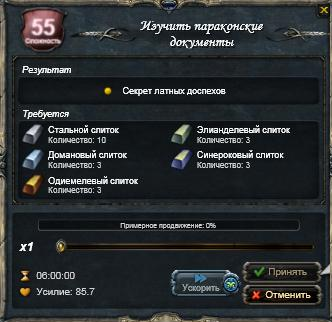 55
Сложность
Изучить параконские
документы
Результат
Секрет латных доспехов
Требуется
Стальной слиток
Количество: 10
Элианделевый слиток
Количество: 3
Домановый слиток
Количество: 3
Синероковый слиток
Количество: 3
Одиемелевый слиток
Количество: 3
Примерное продвижение: 0%
x1
06:00:00
Усилие: 85.7
Ускорить
Принять
Отменить